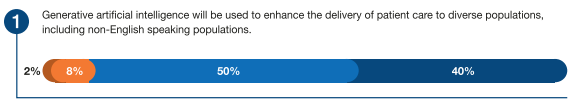 1
Generative artificial intelligence will be used to enhance the delivery of patient care to diverse populations,
including non-English speaking populations.
2% 8% 50% 40%